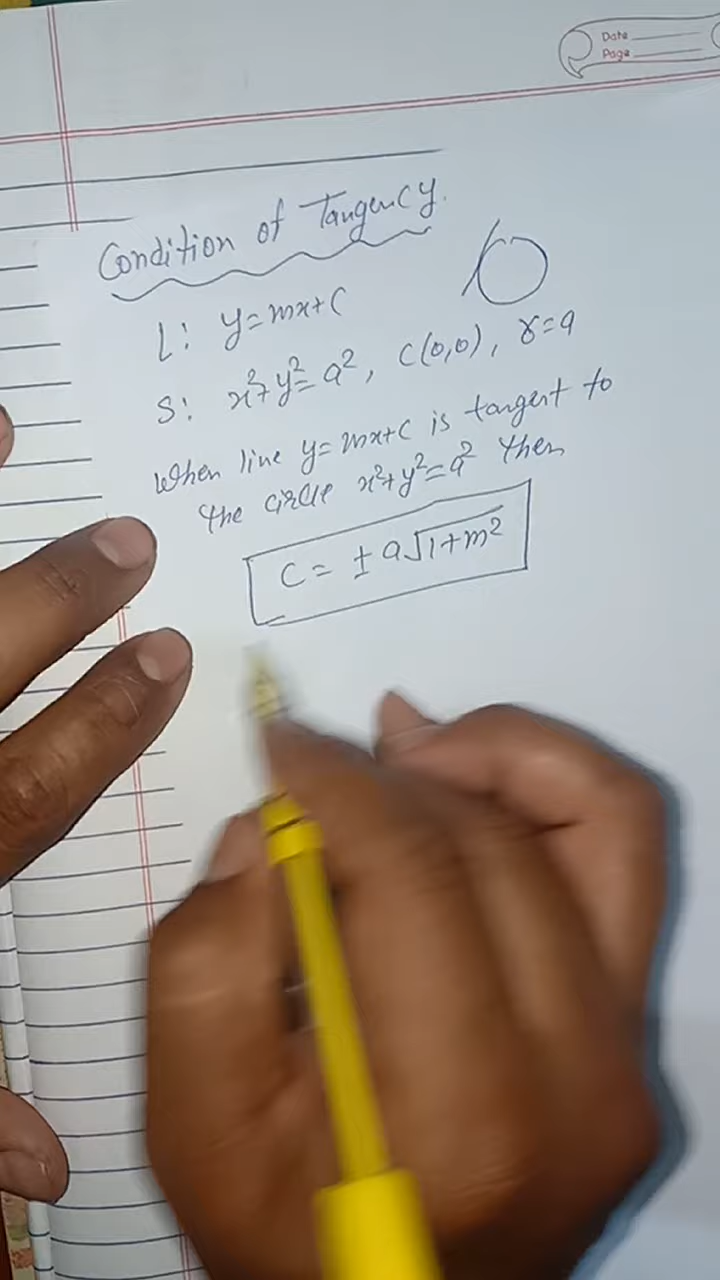 Date
Page
Condition of Tangency.
L: y=mx+c
S: x²+y²=a², C(0,0), r=a
When line y=mx+c is tangent to
the circle x²+y²=a² then
c = ±a√1+m²